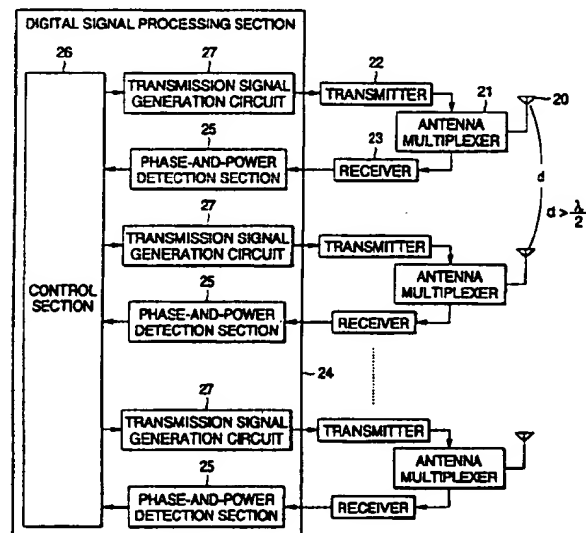 DIGITAL SIGNAL PROCESSING SECTION
26
27
22
TRANSMISSION SIGNAL
GENERATION CIRCUIT
TRANSMITTER
21
20
ANTENNA
MULTIPLEXER
25
23
PHASE-AND-POWER
DETECTION SECTION
RECEIVER
d
d > λ/2
27
TRANSMISSION SIGNAL
GENERATION CIRCUIT
TRANSMITTER
ANTENNA
MULTIPLEXER
CONTROL
SECTION
25
PHASE-AND-POWER
DETECTION SECTION
RECEIVER
24
27
TRANSMISSION SIGNAL
GENERATION CIRCUIT
TRANSMITTER
ANTENNA
MULTIPLEXER
25
PHASE-AND-POWER
DETECTION SECTION
RECEIVER